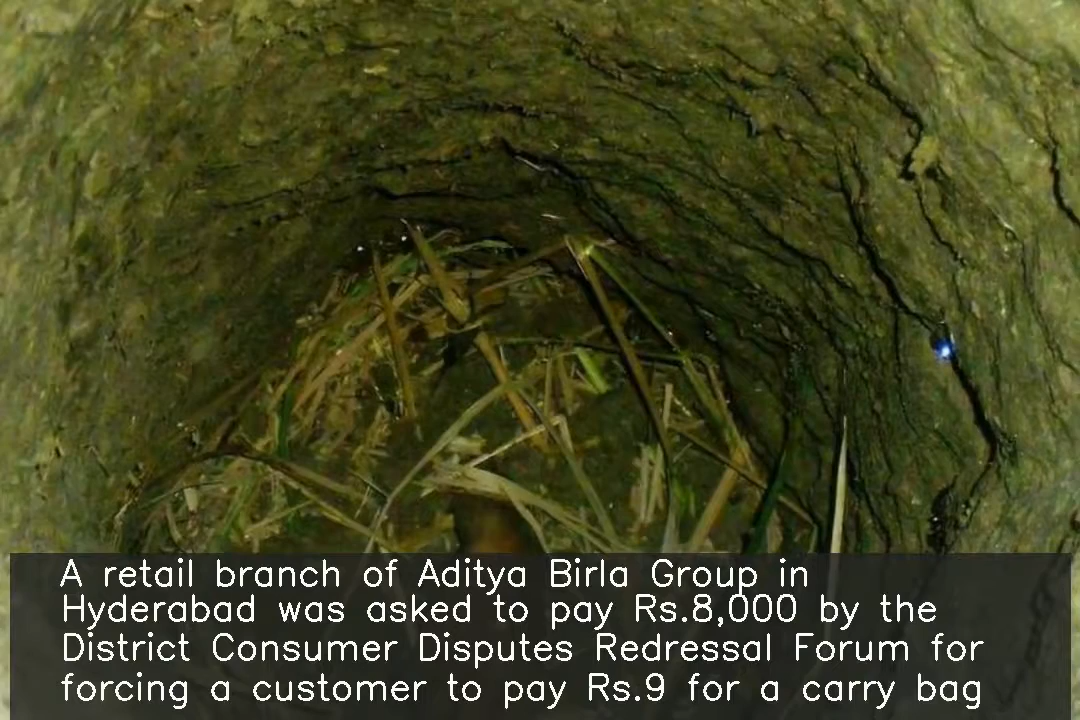 A retail branch of Aditya Birla Group in
Hyderabad was asked to pay Rs.8,000 by the
District Consumer Disputes Redressal Forum for
forcing a customer to pay Rs.9 for a carry bag